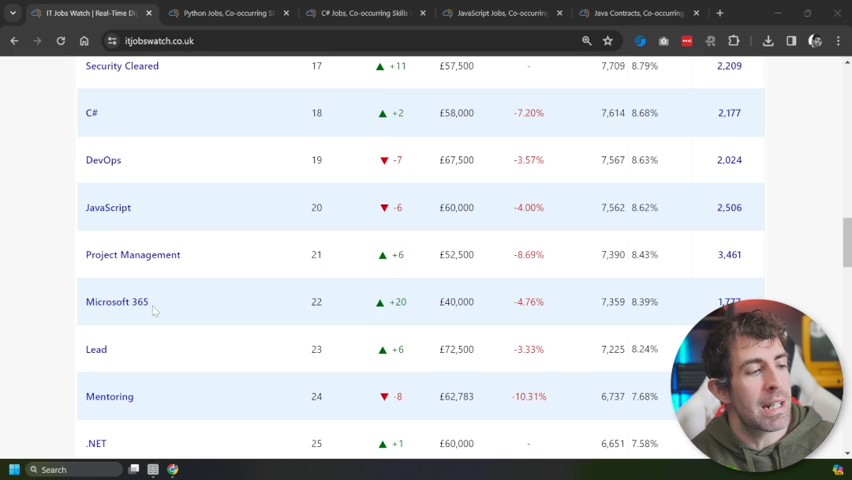 IT Jobs Watch | Real-Time Di
Python Jobs, Co-occurring S
C# Jobs, Co-occurring Skills
JavaScript Jobs, Co-occurring
Java Contracts, Co-occurring
itjobswatch.co.uk
Security Cleared 17 +11 £57,500 - 7,709 8.79% 2,209
C# 18 +2 £58,000 -7.20% 7,614 8.68% 2,177
DevOps 19 -7 £67,500 -3.57% 7,567 8.63% 2,024
JavaScript 20 -6 £60,000 -4.00% 7,562 8.62% 2,506
Project Management 21 +6 £52,500 -8.69% 7,390 8.43% 3,461
Microsoft 365 22 +20 £40,000 -4.76% 7,359 8.39% 1,777
Lead 23 +6 £72,500 -3.33% 7,225 8.24%
Mentoring 24 -8 £62,783 -10.31% 6,737 7.68%
.NET 25 +1 £60,000 - 6,651 7.58%
Search